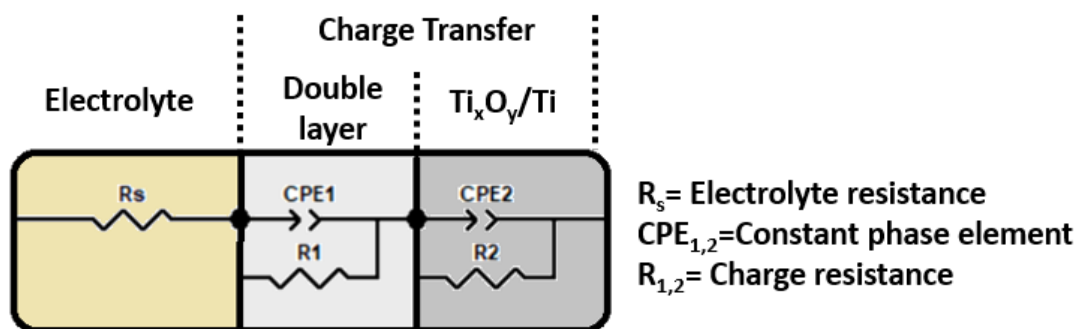 Charge Transfer
Electrolyte
Double
layer
TiₓOᵧ/Ti
Rs
CPE1
R1
CPE2
R2
Rₛ= Electrolyte resistance
CPE₁,₂=Constant phase element
R₁,₂= Charge resistance